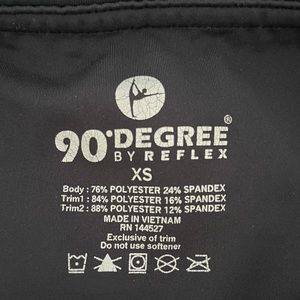 90°DEGREE®
BY REFLEX
XS
Body : 76% POLYESTER 24% SPANDEX
Trim1 : 84% POLYESTER 16% SPANDEX
Trim2 : 88% POLYESTER 12% SPANDEX
MADE IN VIETNAM
RN 144527
Exclusive of trim
Do not use softener